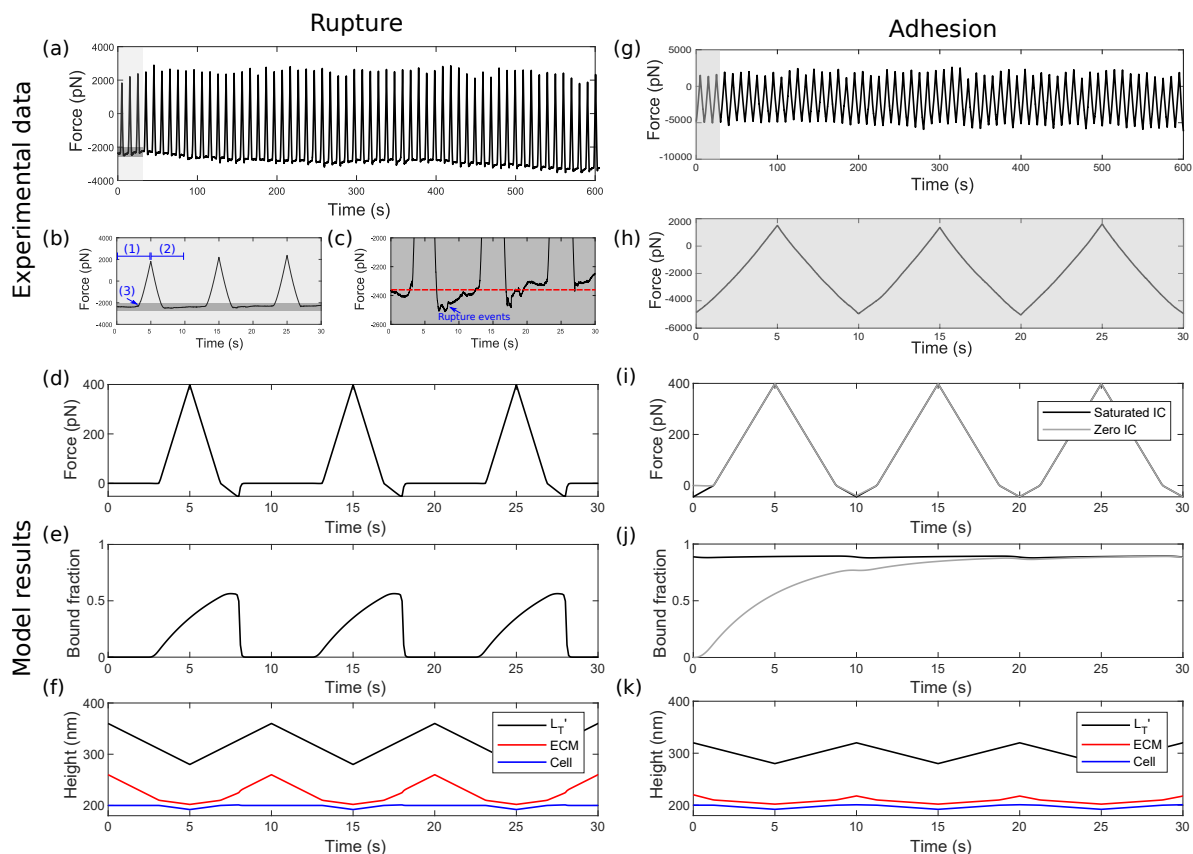 Rupture
Adhesion
Experimental data
Model results
(a)
4000
2000
0
-2000
-4000
Force (pN)
0
100
200
300
400
500
600
Time (s)
(g)
5000
0
-5000
-10000
Force (pN)
100
200
300
400
500
600
Time (s)
(b)
4000
2000
0
-2000
-4000
Force (pN)
(1)
(2)
(3)
0
5
10
15
20
25
30
Time (s)
(c)
-2000
-2200
-2400
-2600
Force (pN)
Rupture events
0
5
10
15
20
25
30
Time (s)
(h)
2000
0
-2000
-4000
-6000
Force (pN)
0
5
10
15
20
25
30
Time (s)
(d)
400
200
0
Force (pN)
0
5
10
15
20
25
30
Time (s)
(i)
400
200
0
Force (pN)
Saturated IC
Zero IC
0
5
10
15
20
25
30
Time (s)
(e)
1
0.5
0
Bound fraction
0
5
10
15
20
25
30
Time (s)
(j)
1
0.5
0
Bound fraction
0
5
10
15
20
25
30
Time (s)
(f)
400
300
200
Height (nm)
L_T'
ECM
Cell
0
5
10
15
20
25
30
Time (s)
(k)
400
300
200
Height (nm)
L_T'
ECM
Cell
0
5
10
15
20
25
30
Time (s)